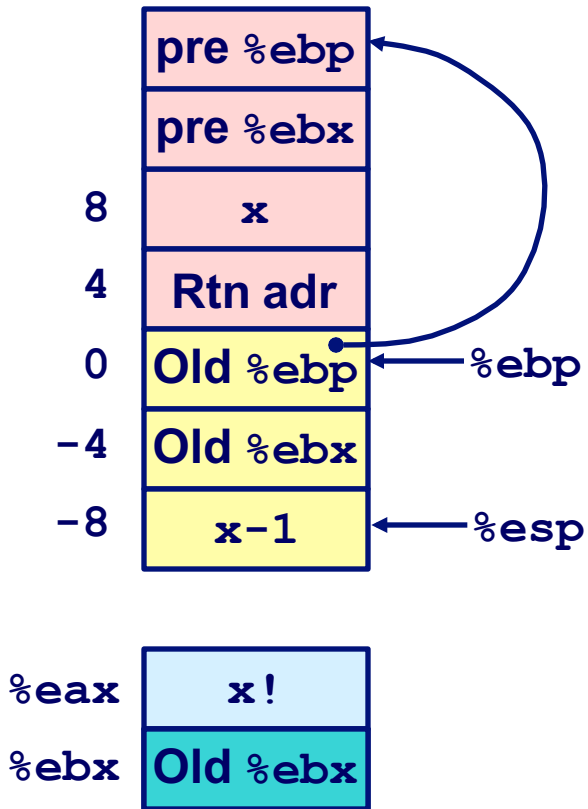 pre %ebp
pre %ebx
8 x
4 Rtn adr
0 Old %ebp %ebp
-4 Old %ebx
-8 x-1 %esp
%eax x!
%ebx Old %ebx